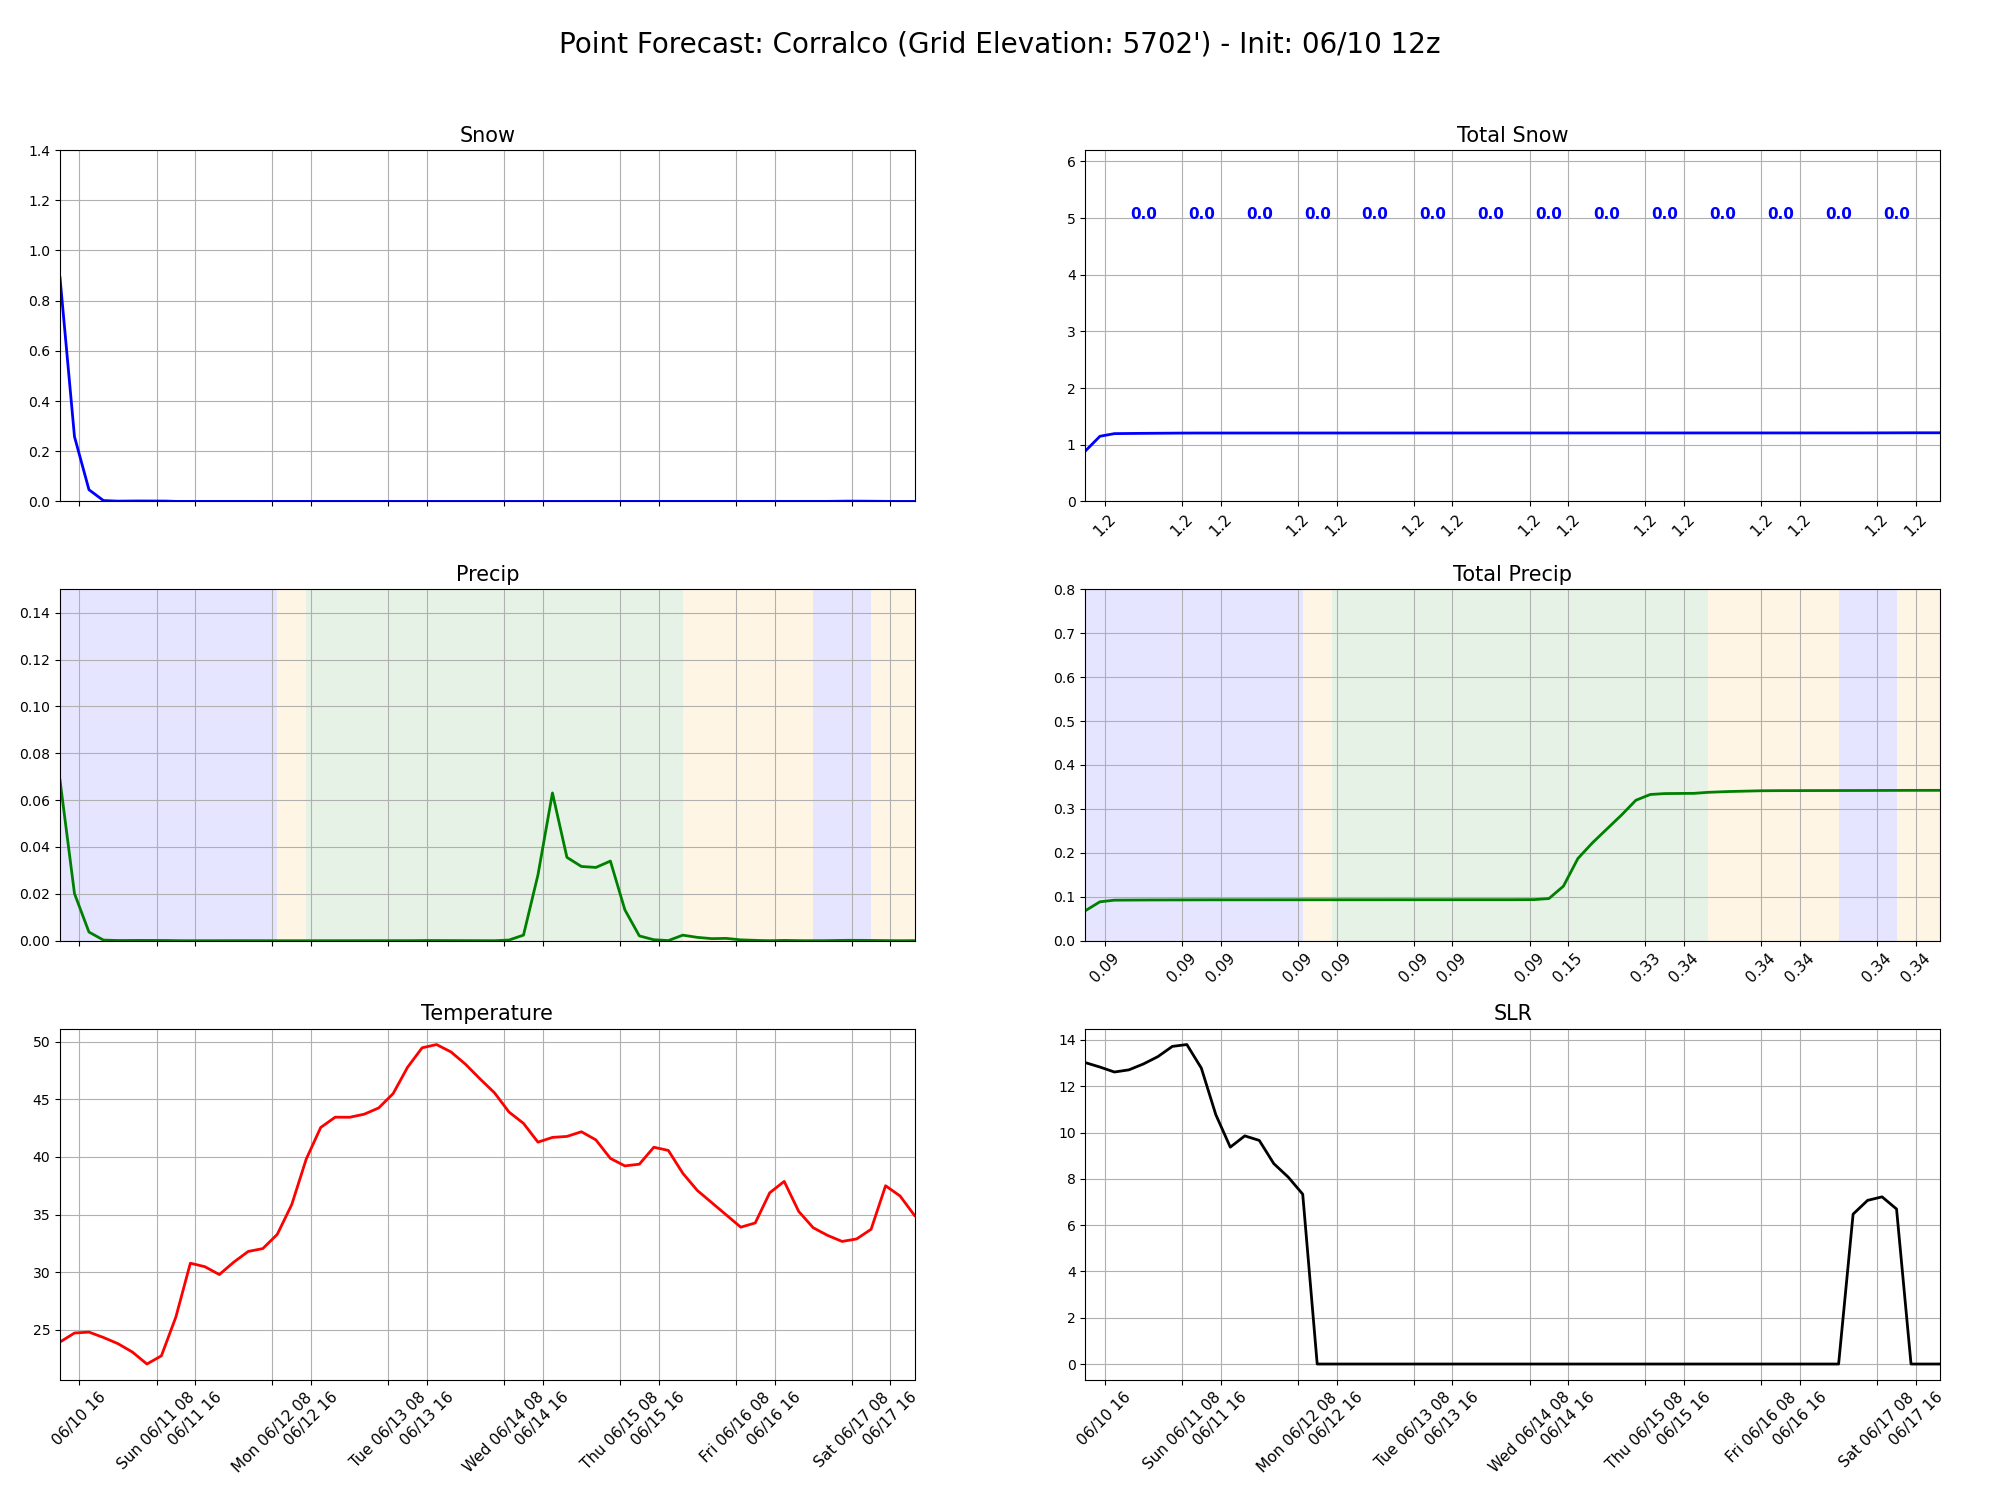 Point Forecast: Corralco (Grid Elevation: 5702') - Init: 06/10 12z
Snow
1.4
1.2
1.0
0.8
0.6
0.4
0.2
0.0
Total Snow
6
5
4
3
2
1
0
0.0 0.0 0.0 0.0 0.0 0.0 0.0 0.0 0.0 0.0 0.0 0.0 0.0 0.0
1.2 1.2 1.2 1.2 1.2 1.2 1.2 1.2 1.2 1.2 1.2 1.2 1.2 1.2 1.2
Precip
0.14
0.12
0.10
0.08
0.06
0.04
0.02
0.00
Total Precip
0.8
0.7
0.6
0.5
0.4
0.3
0.2
0.1
0.0
0.09 0.09 0.09 0.09 0.09 0.09 0.09 0.09 0.15 0.33 0.34 0.34 0.34 0.34 0.34
Temperature
50
45
40
35
30
25
06/10 16
Sun 06/11 08
06/11 16
Mon 06/12 08
06/12 16
Tue 06/13 08
06/13 16
Wed 06/14 08
06/14 16
Thu 06/15 08
06/15 16
Fri 06/16 08
06/16 16
Sat 06/17 08
06/17 16
SLR
14
12
10
8
6
4
2
0
06/10 16
Sun 06/11 08
06/11 16
Mon 06/12 08
06/12 16
Tue 06/13 08
06/13 16
Wed 06/14 08
06/14 16
Thu 06/15 08
06/15 16
Fri 06/16 08
06/16 16
Sat 06/17 08
06/17 16